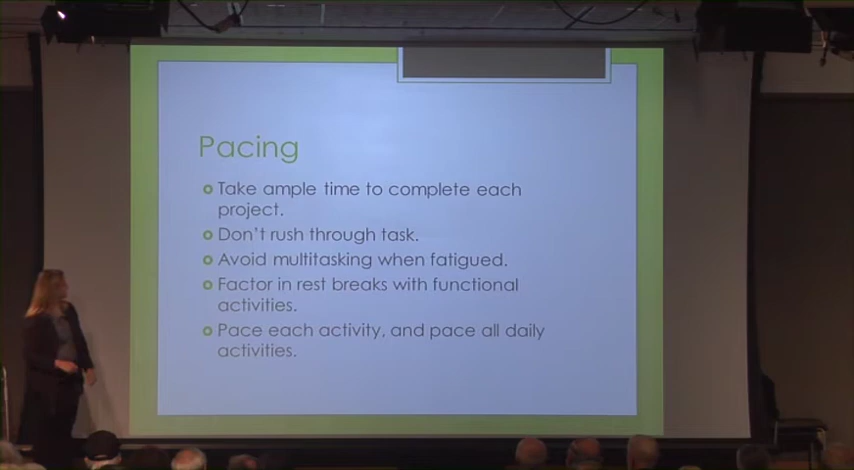 Pacing
Take ample time to complete each
project.
Don't rush through task.
Avoid multitasking when fatigued.
Factor in rest breaks with functional
activities.
Pace each activity, and pace all daily
activities.